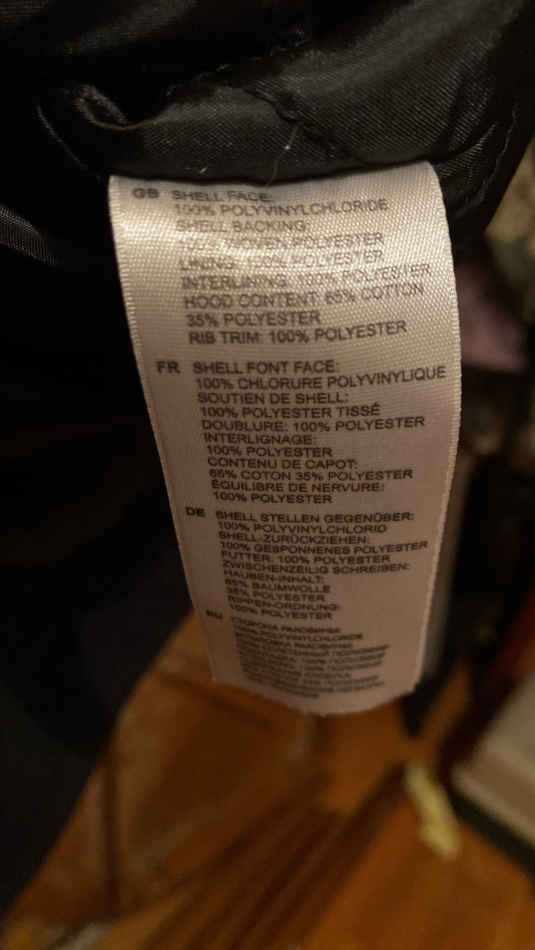 GB SHELL FACE:
100% POLYVINYLCHLORIDE
SHELL BACKING:
100% WOVEN POLYESTER
LINING: 100% POLYESTER
INTERLINING: 100% POLYESTER
HOOD CONTENT: 65% COTTON
35% POLYESTER
RIB TRIM: 100% POLYESTER
FR SHELL FONT FACE:
100% CHLORURE POLYVINYLIQUE
SOUTIEN DE SHELL:
100% POLYESTER TISSÉ
DOUBLURE: 100% POLYESTER
INTERLIGNAGE:
100% POLYESTER
CONTENU DE CAPOT:
65% COTON 35% POLYESTER
ÉQUILIBRE DE NERVURE:
100% POLYESTER
DE SHELL STELLEN GEGENÜBER:
100% POLYVINYLCHLORID
SHELL-ZURÜCKZIEHEN:
100% GESPONNENES POLYESTER
FUTTER: 100% POLYESTER
ZWISCHENZEILIG SCHREIBEN:
HAUBEN-INHALT:
65% BAUMWOLLE
35% POLYESTER
RIPPEN-ORDNUNG:
100% POLYESTER
RU СТОРОНА РАКОВИНЫ:
100% POLYVINYLCHLORIDE